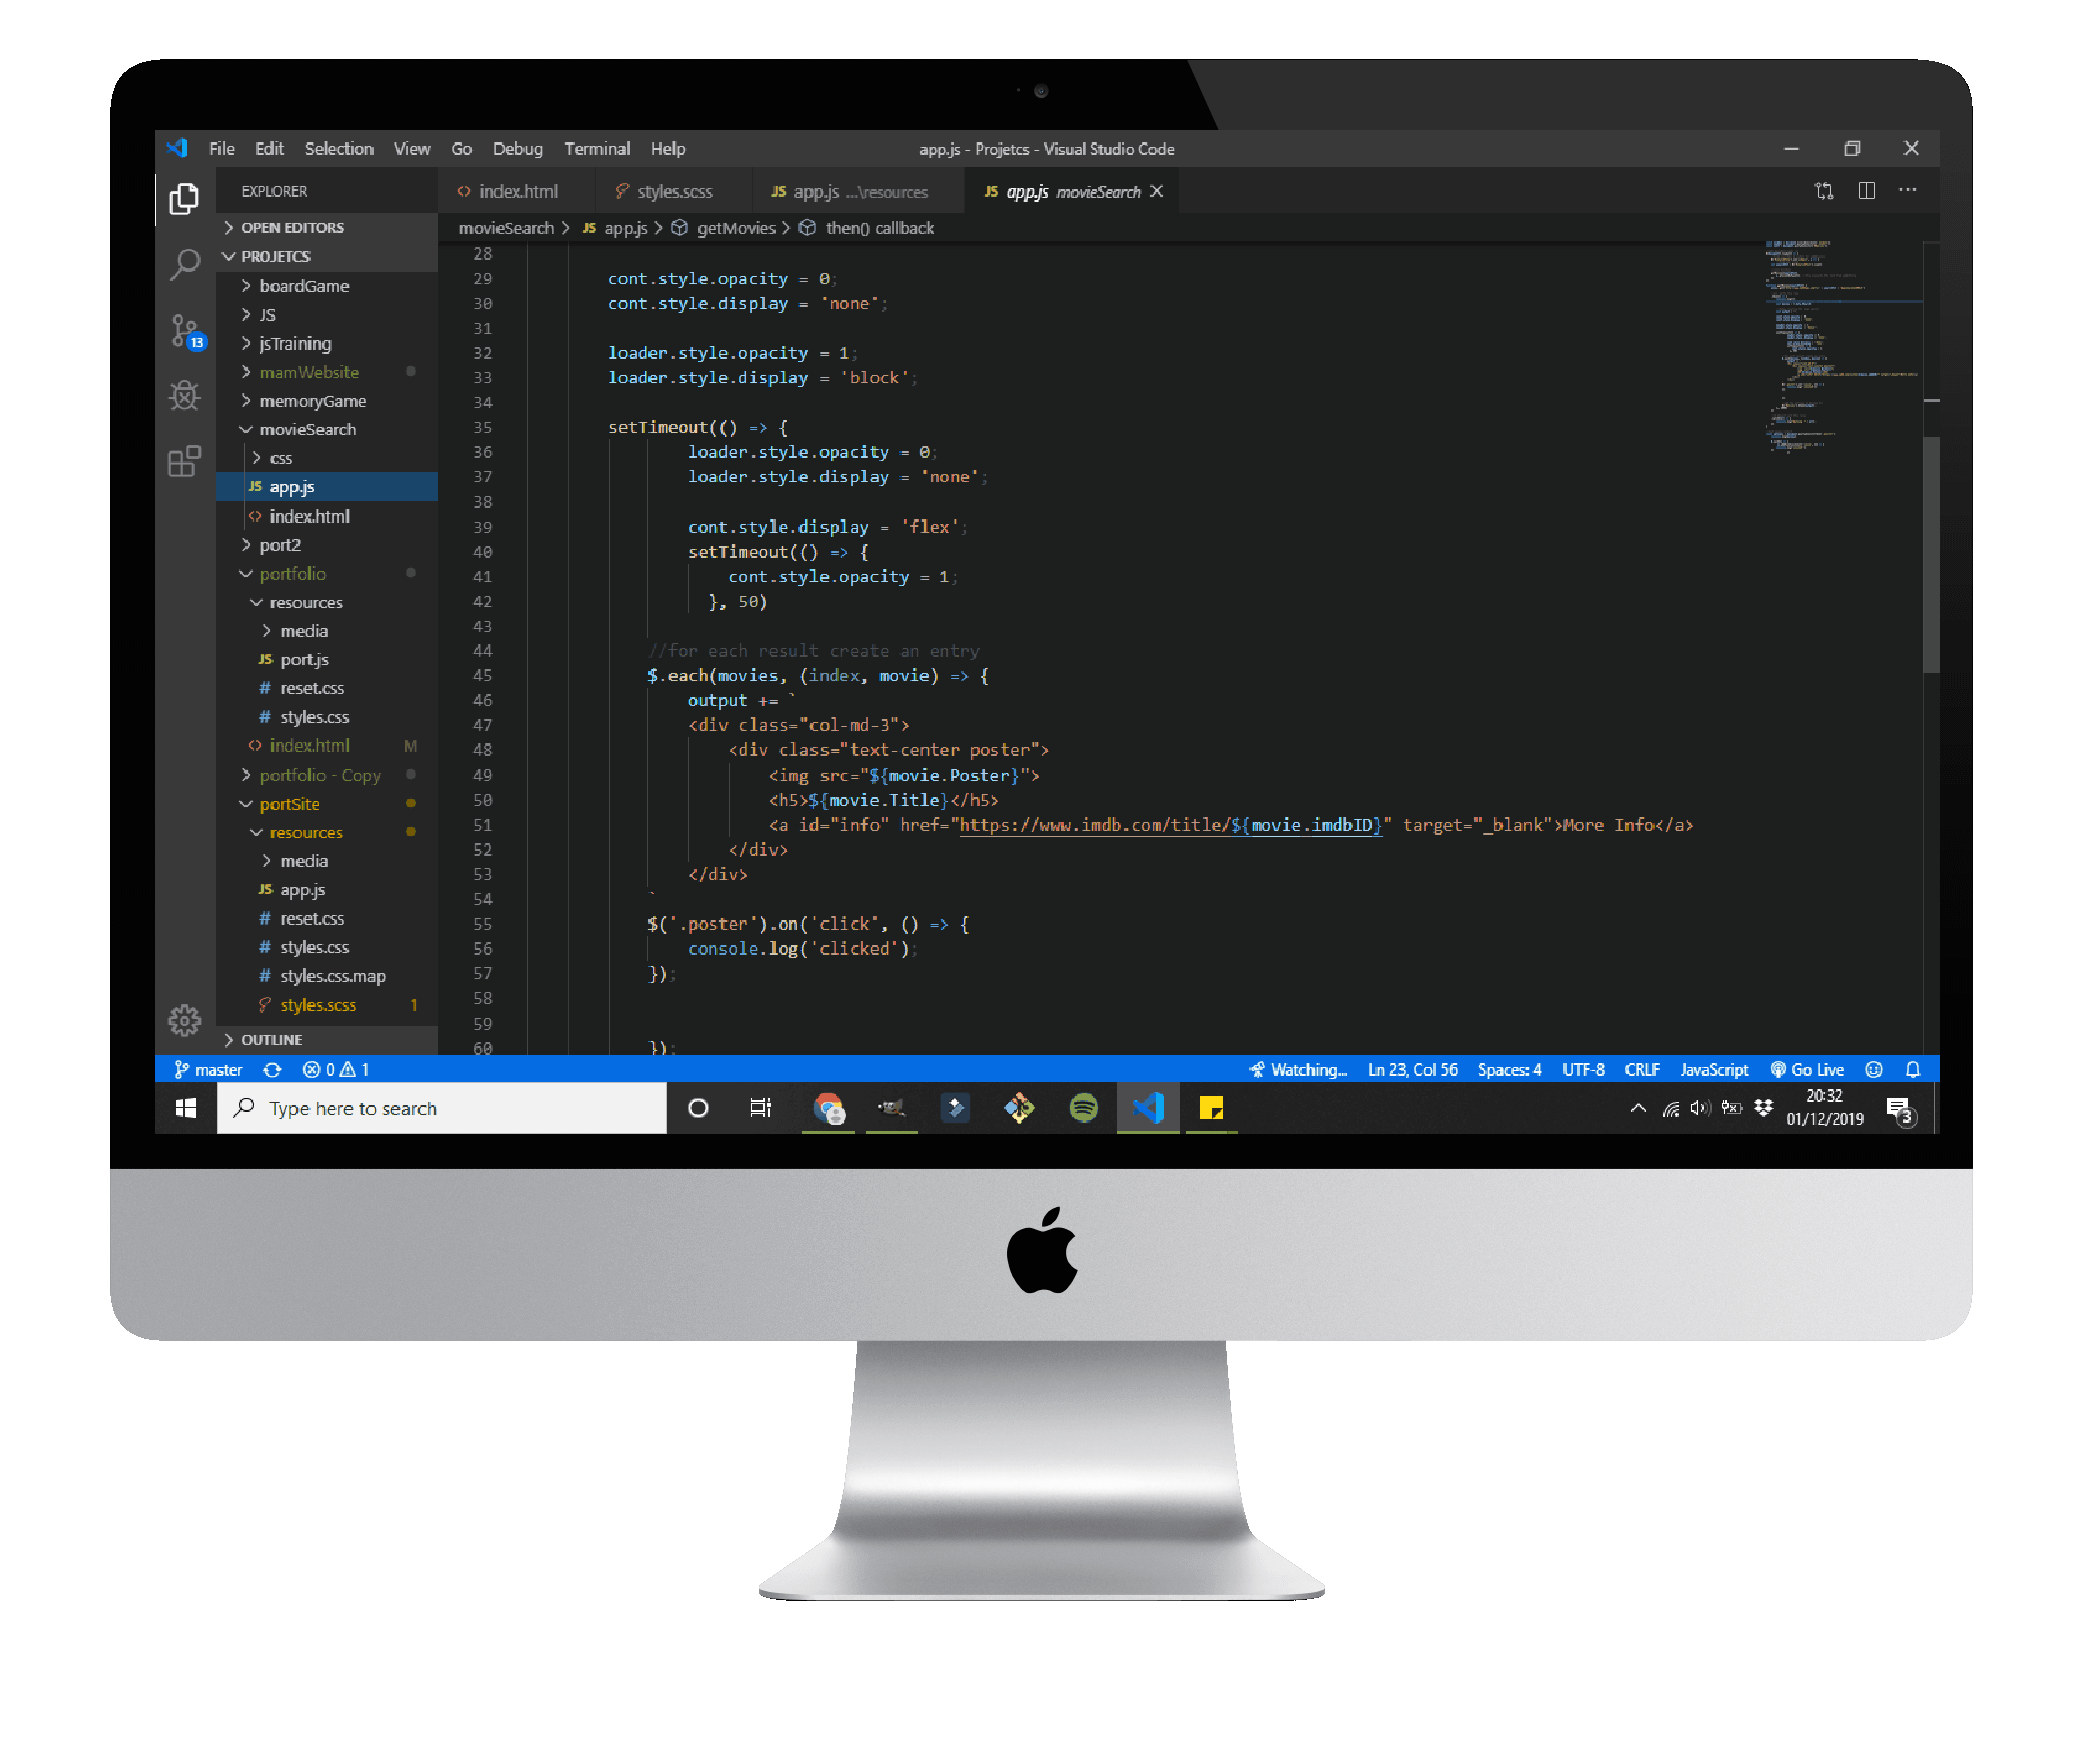 File Edit Selection View Go Debug Terminal Help app.js - Projetcs - Visual Studio Code
EXPLORER
index.html styles.scss JS app.js ...\resources JS app.js movieSearch
movieSearch > JS app.js > getMovies > then() callback
OPEN EDITORS
PROJETCS
boardGame
JS
jsTraining
mamWebsite
memoryGame
movieSearch
css
JS app.js
index.html
port2
portfolio
resources
media
JS port.js
# reset.css
# styles.css
index.html M
portfolio - Copy
portSite
resources
media
JS app.js
# reset.css
# styles.css
# styles.css.map
styles.scss 1
OUTLINE
13
28
29 cont.style.opacity = 0;
30 cont.style.display = 'none';
31
32 loader.style.opacity = 1;
33 loader.style.display = 'block';
34
35 setTimeout(() => {
36 loader.style.opacity = 0;
37 loader.style.display = 'none';
38
39 cont.style.display = 'flex';
40 setTimeout(() => {
41 cont.style.opacity = 1;
42 }, 50)
43
44 //for each result create an entry
45 $.each(movies, (index, movie) => {
46 output += `
47 <div class="col-md-3">
48 <div class="text-center poster">
49 <img src="${movie.Poster}">
50 <h5>${movie.Title}</h5>
51 <a id="info" href="https://www.imdb.com/title/${movie.imdbID}" target="_blank">More Info</a>
52 </div>
53 </div>
54 `
55 $('.poster').on('click', () => {
56 console.log('clicked');
57 });
58
59
60 });
master 0 1 Watching... Ln 23, Col 56 Spaces: 4 UTF-8 CRLF JavaScript Go Live
Type here to search
20:32
01/12/2019
3